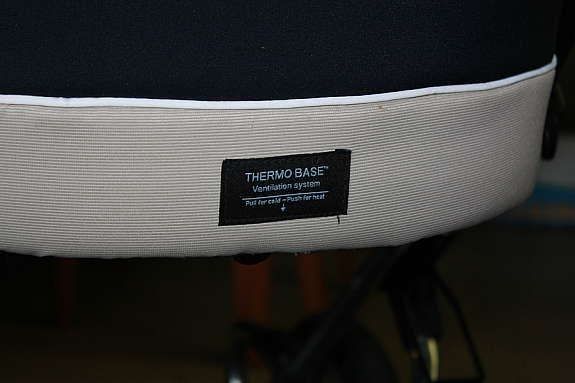 THERMO BASE™
Ventilation system
Pull for cold – Push for heat